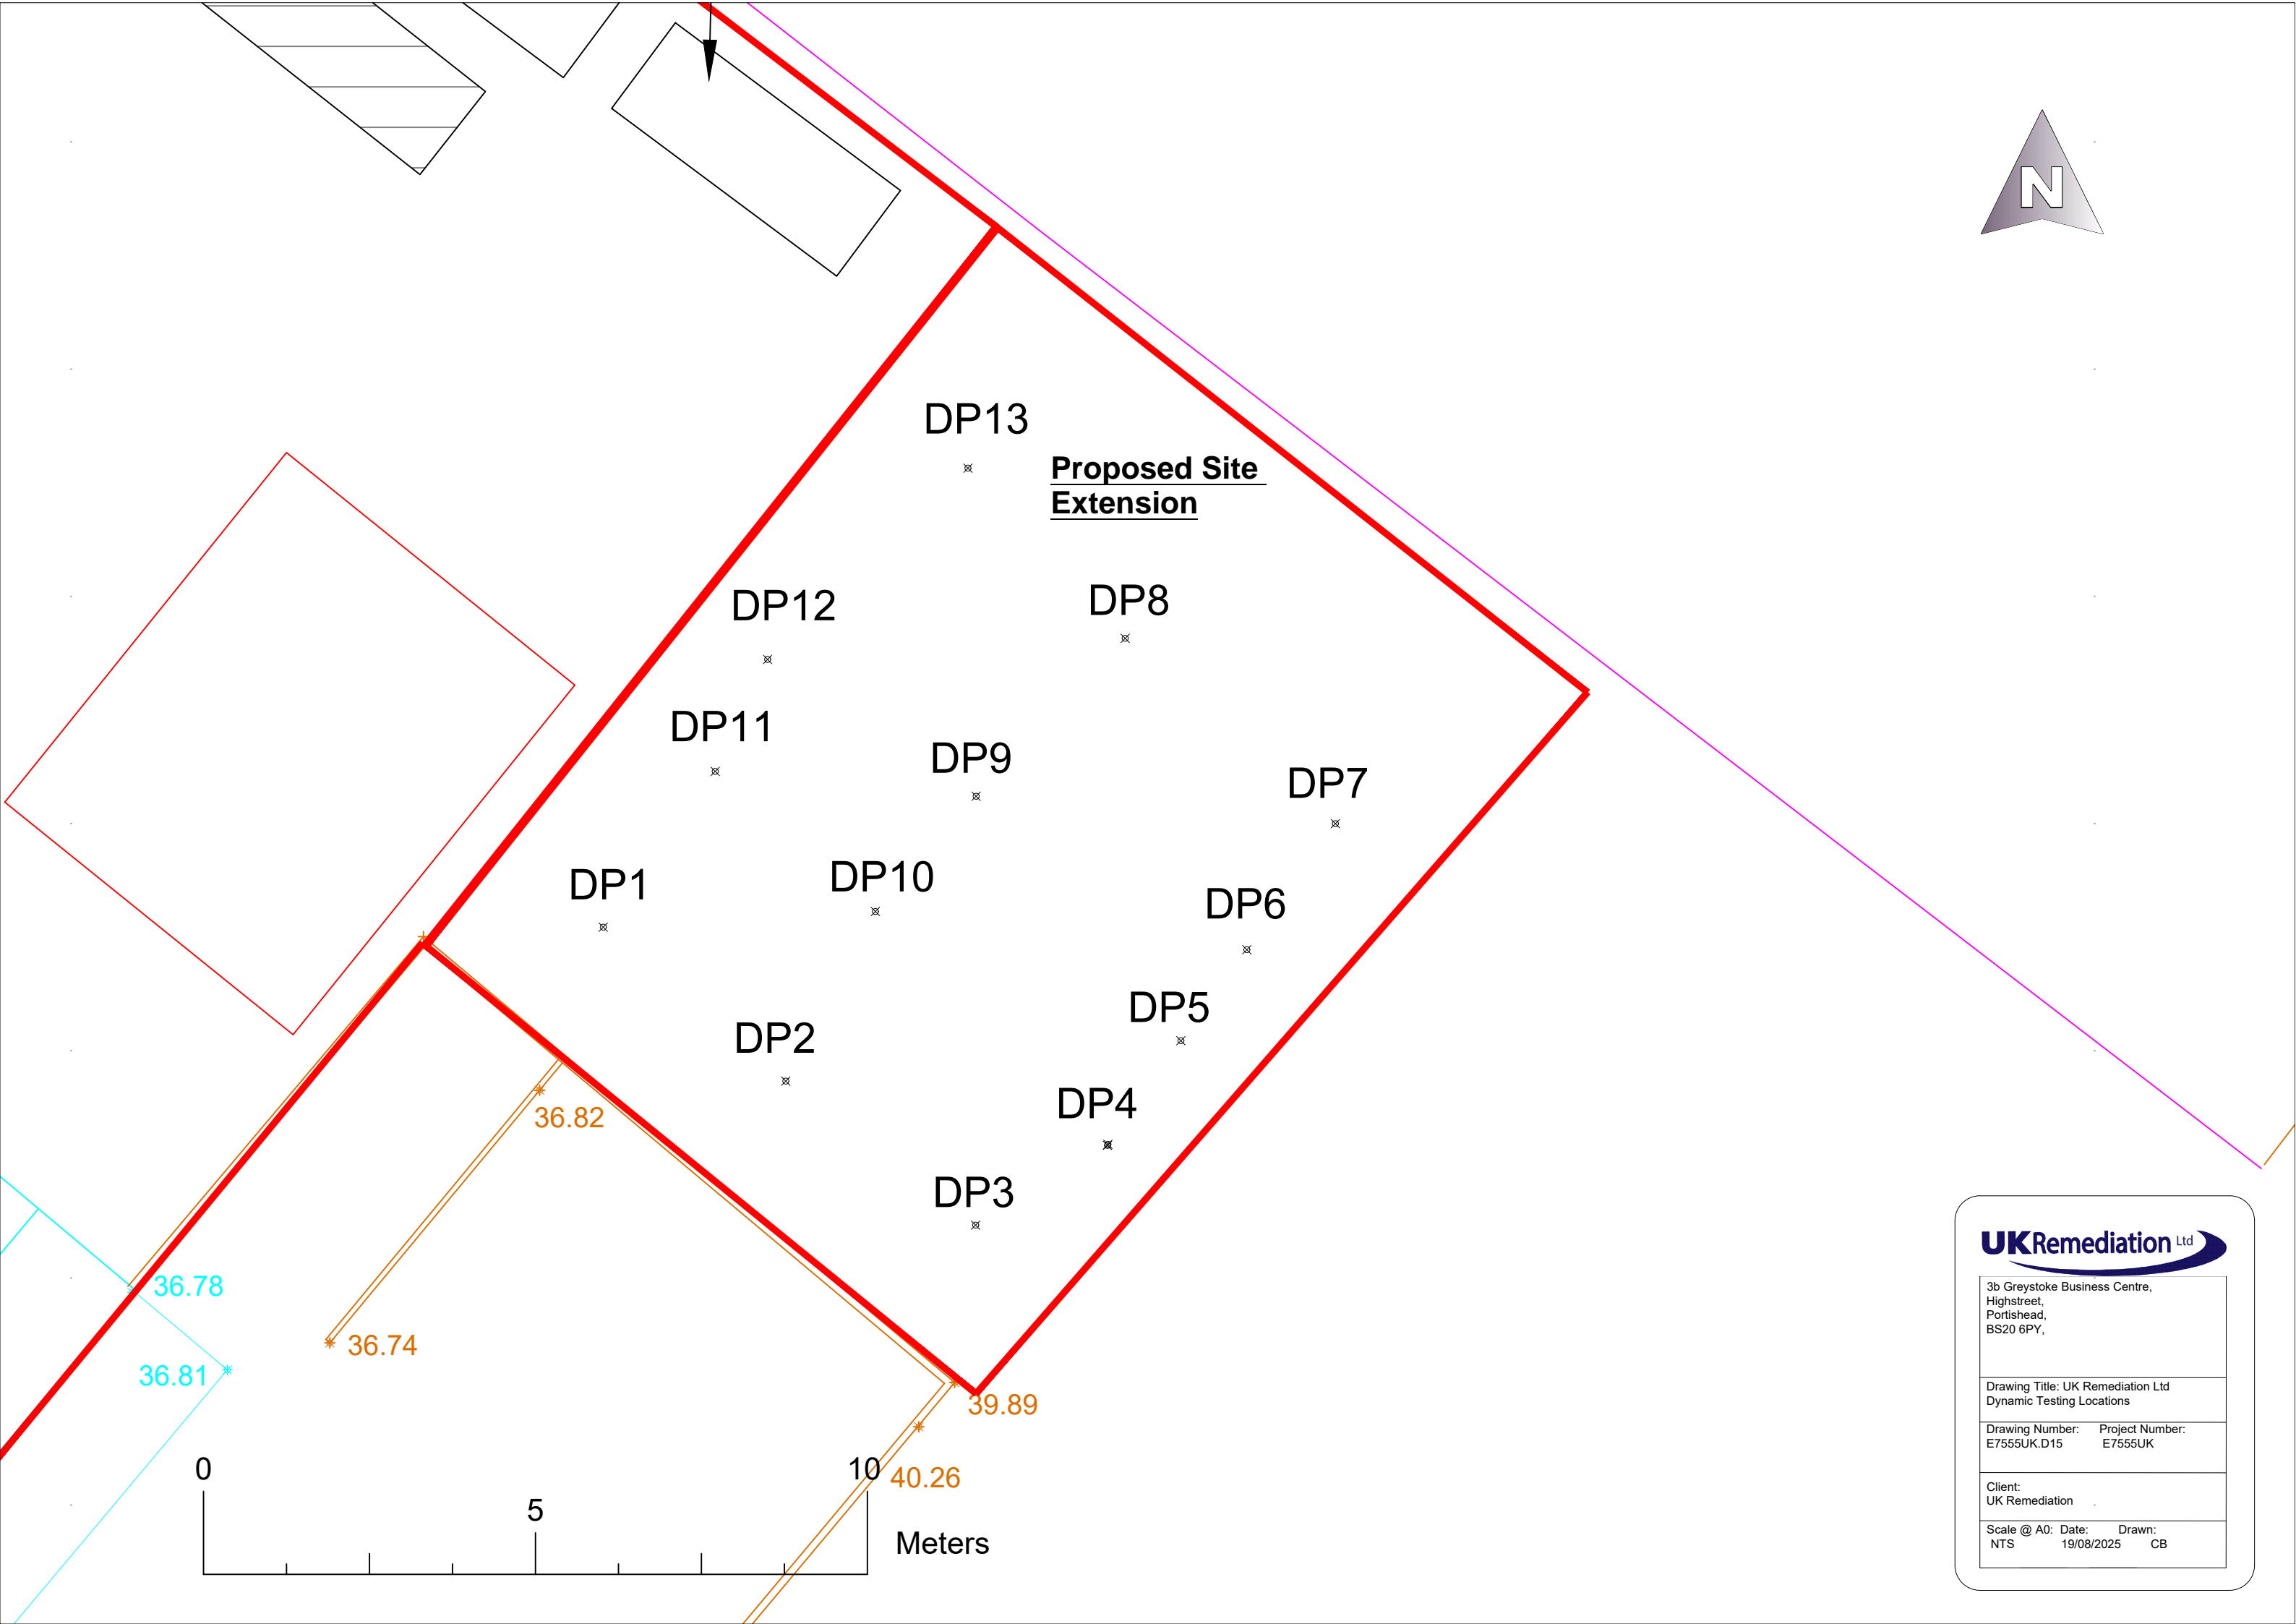 N
DP13
Proposed Site
Extension
DP12
DP8
DP11
DP9
DP7
DP1
DP10
DP6
DP5
DP2
DP4
36.82
DP3
36.78
36.74
36.81
39.89
0
5
10
40.26
Meters
UKRemediation Ltd
3b Greystoke Business Centre,
Highstreet,
Portishead,
BS20 6PY,
Drawing Title: UK Remediation Ltd
Dynamic Testing Locations
Drawing Number: Project Number:
E7555UK.D15 E7555UK
Client:
UK Remediation
Scale @ A0: Date: Drawn:
NTS 19/08/2025 CB